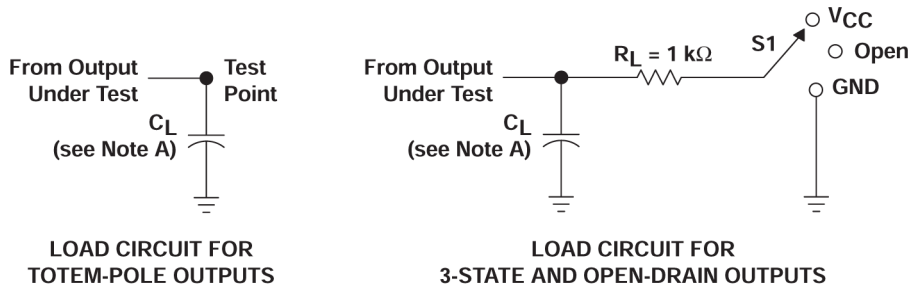 From Output
Under Test
Test
Point
CL
(see Note A)
LOAD CIRCUIT FOR
TOTEM-POLE OUTPUTS
From Output
Under Test
RL = 1 kΩ
S1
VCC
Open
GND
CL
(see Note A)
LOAD CIRCUIT FOR
3-STATE AND OPEN-DRAIN OUTPUTS